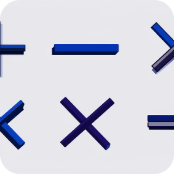 + − >
< × =